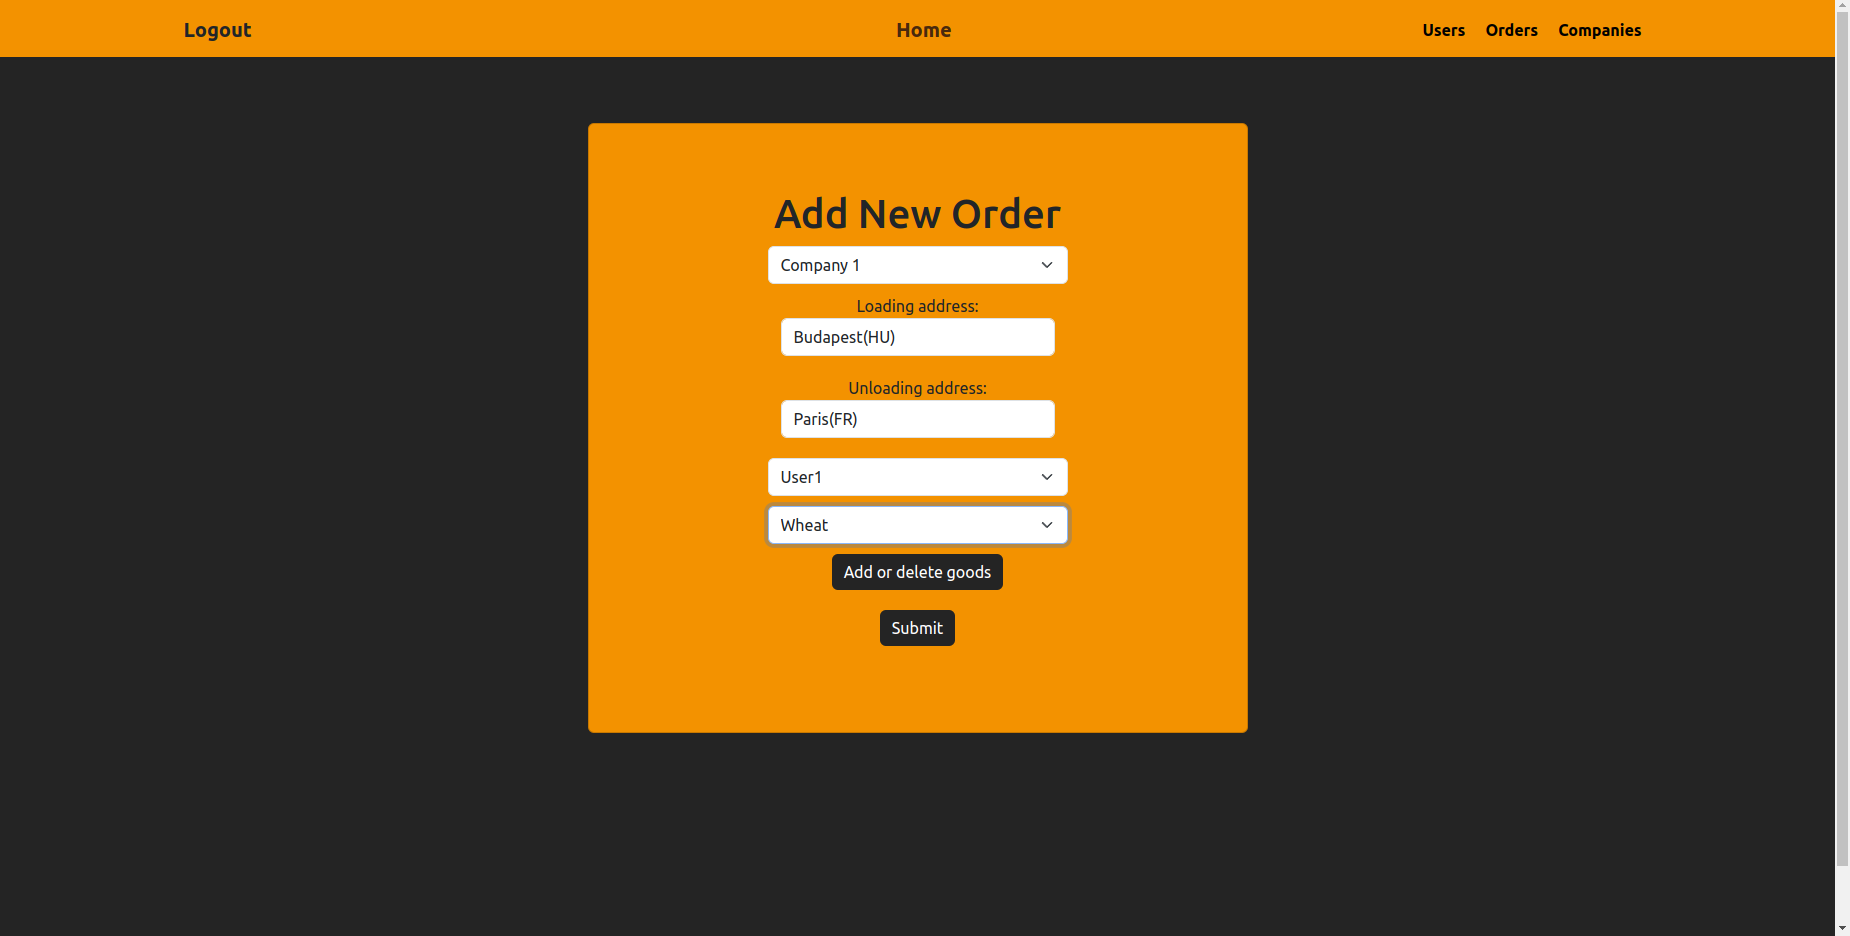 Logout Home Users Orders Companies
Add New Order
Company 1
Loading address:
Budapest(HU)
Unloading address:
Paris(FR)
User1
Wheat
Add or delete goods
Submit